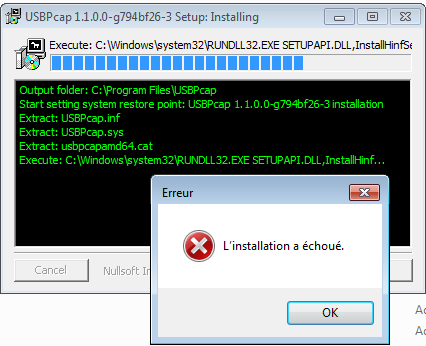 USBPcap 1.1.0.0-g794bf26-3 Setup: Installing
Execute: C:\Windows\system32\RUNDLL32.EXE SETUPAPI.DLL,InstallHinfSe
Output folder: C:\Program Files\USBPcap
Start setting system restore point: USBPcap 1.1.0.0-g794bf26-3 installation
Extract: USBPcap.inf
Extract: USBPcap.sys
Extract: usbpcapamd64.cat
Execute: C:\Windows\system32\RUNDLL32.EXE SETUPAPI.DLL,InstallHinf...
Erreur
L'installation a échoué.
OK
Cancel
Nullsoft In